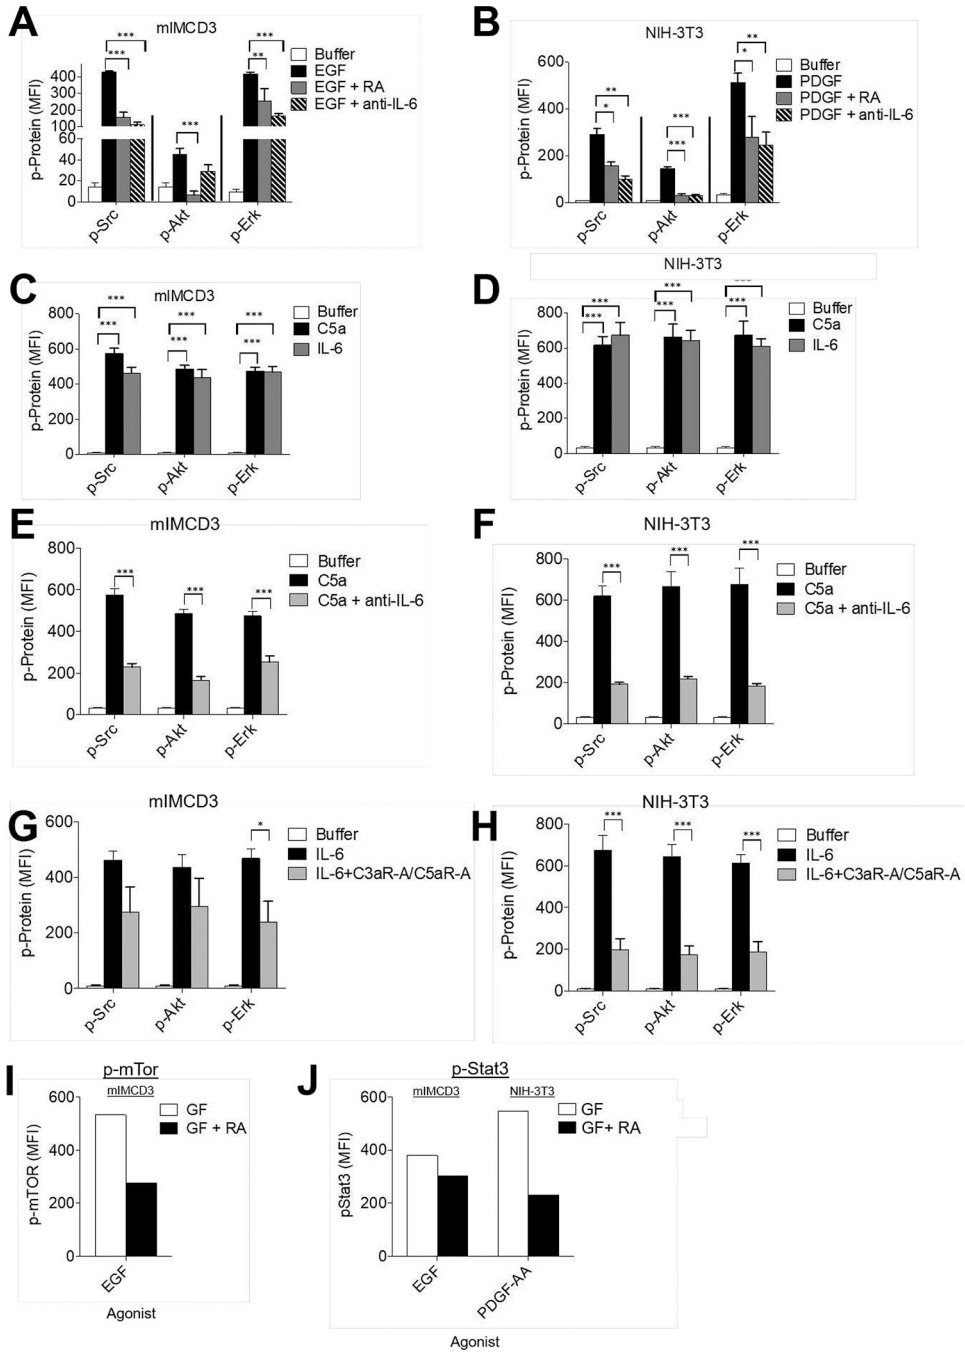 A
mIMCD3
***
***
***
***
**
Buffer
EGF
EGF + RA
EGF + anti-IL-6
p-Protein (MFI)
400
300
200
100
60
40
20
0
p-Src
p-Akt
p-Erk
B
NIH-3T3
**
*
***
***
**
*
Buffer
PDGF
PDGF + RA
PDGF + anti-IL-6
p-Protein (MFI)
600
400
200
0
p-Src
p-Akt
p-Erk
C
mIMCD3
***
***
***
***
***
***
Buffer
C5a
IL-6
p-Protein (MFI)
800
600
400
200
0
p-Src
p-Akt
p-Erk
D
NIH-3T3
***
***
***
***
***
Buffer
C5a
IL-6
p-Protein (MFI)
800
600
400
200
0
p-Src
p-Akt
p-Erk
E
mIMCD3
***
***
***
Buffer
C5a
C5a + anti-IL-6
p-Protein (MFI)
800
600
400
200
0
p-Src
p-Akt
p-Erk
F
NIH-3T3
***
***
***
Buffer
C5a
C5a + anti-IL-6
p-Protein (MFI)
800
600
400
200
0
p-Src
p-Akt
p-Erk
G
mIMCD3
*
Buffer
IL-6
IL-6+C3aR-A/C5aR-A
p-Protein (MFI)
600
400
200
0
p-Src
p-Akt
p-Erk
H
NIH-3T3
***
***
***
Buffer
IL-6
IL-6+C3aR-A/C5aR-A
p-Protein (MFI)
800
600
400
200
0
p-Src
p-Akt
p-Erk
I
p-mTor
mIMCD3
GF
GF + RA
p-mTOR (MFI)
600
400
200
0
EGF
Agonist
J
p-Stat3
mIMCD3
NIH-3T3
GF
GF+ RA
pStat3 (MFI)
600
400
200
0
EGF
PDGF-AA
Agonist